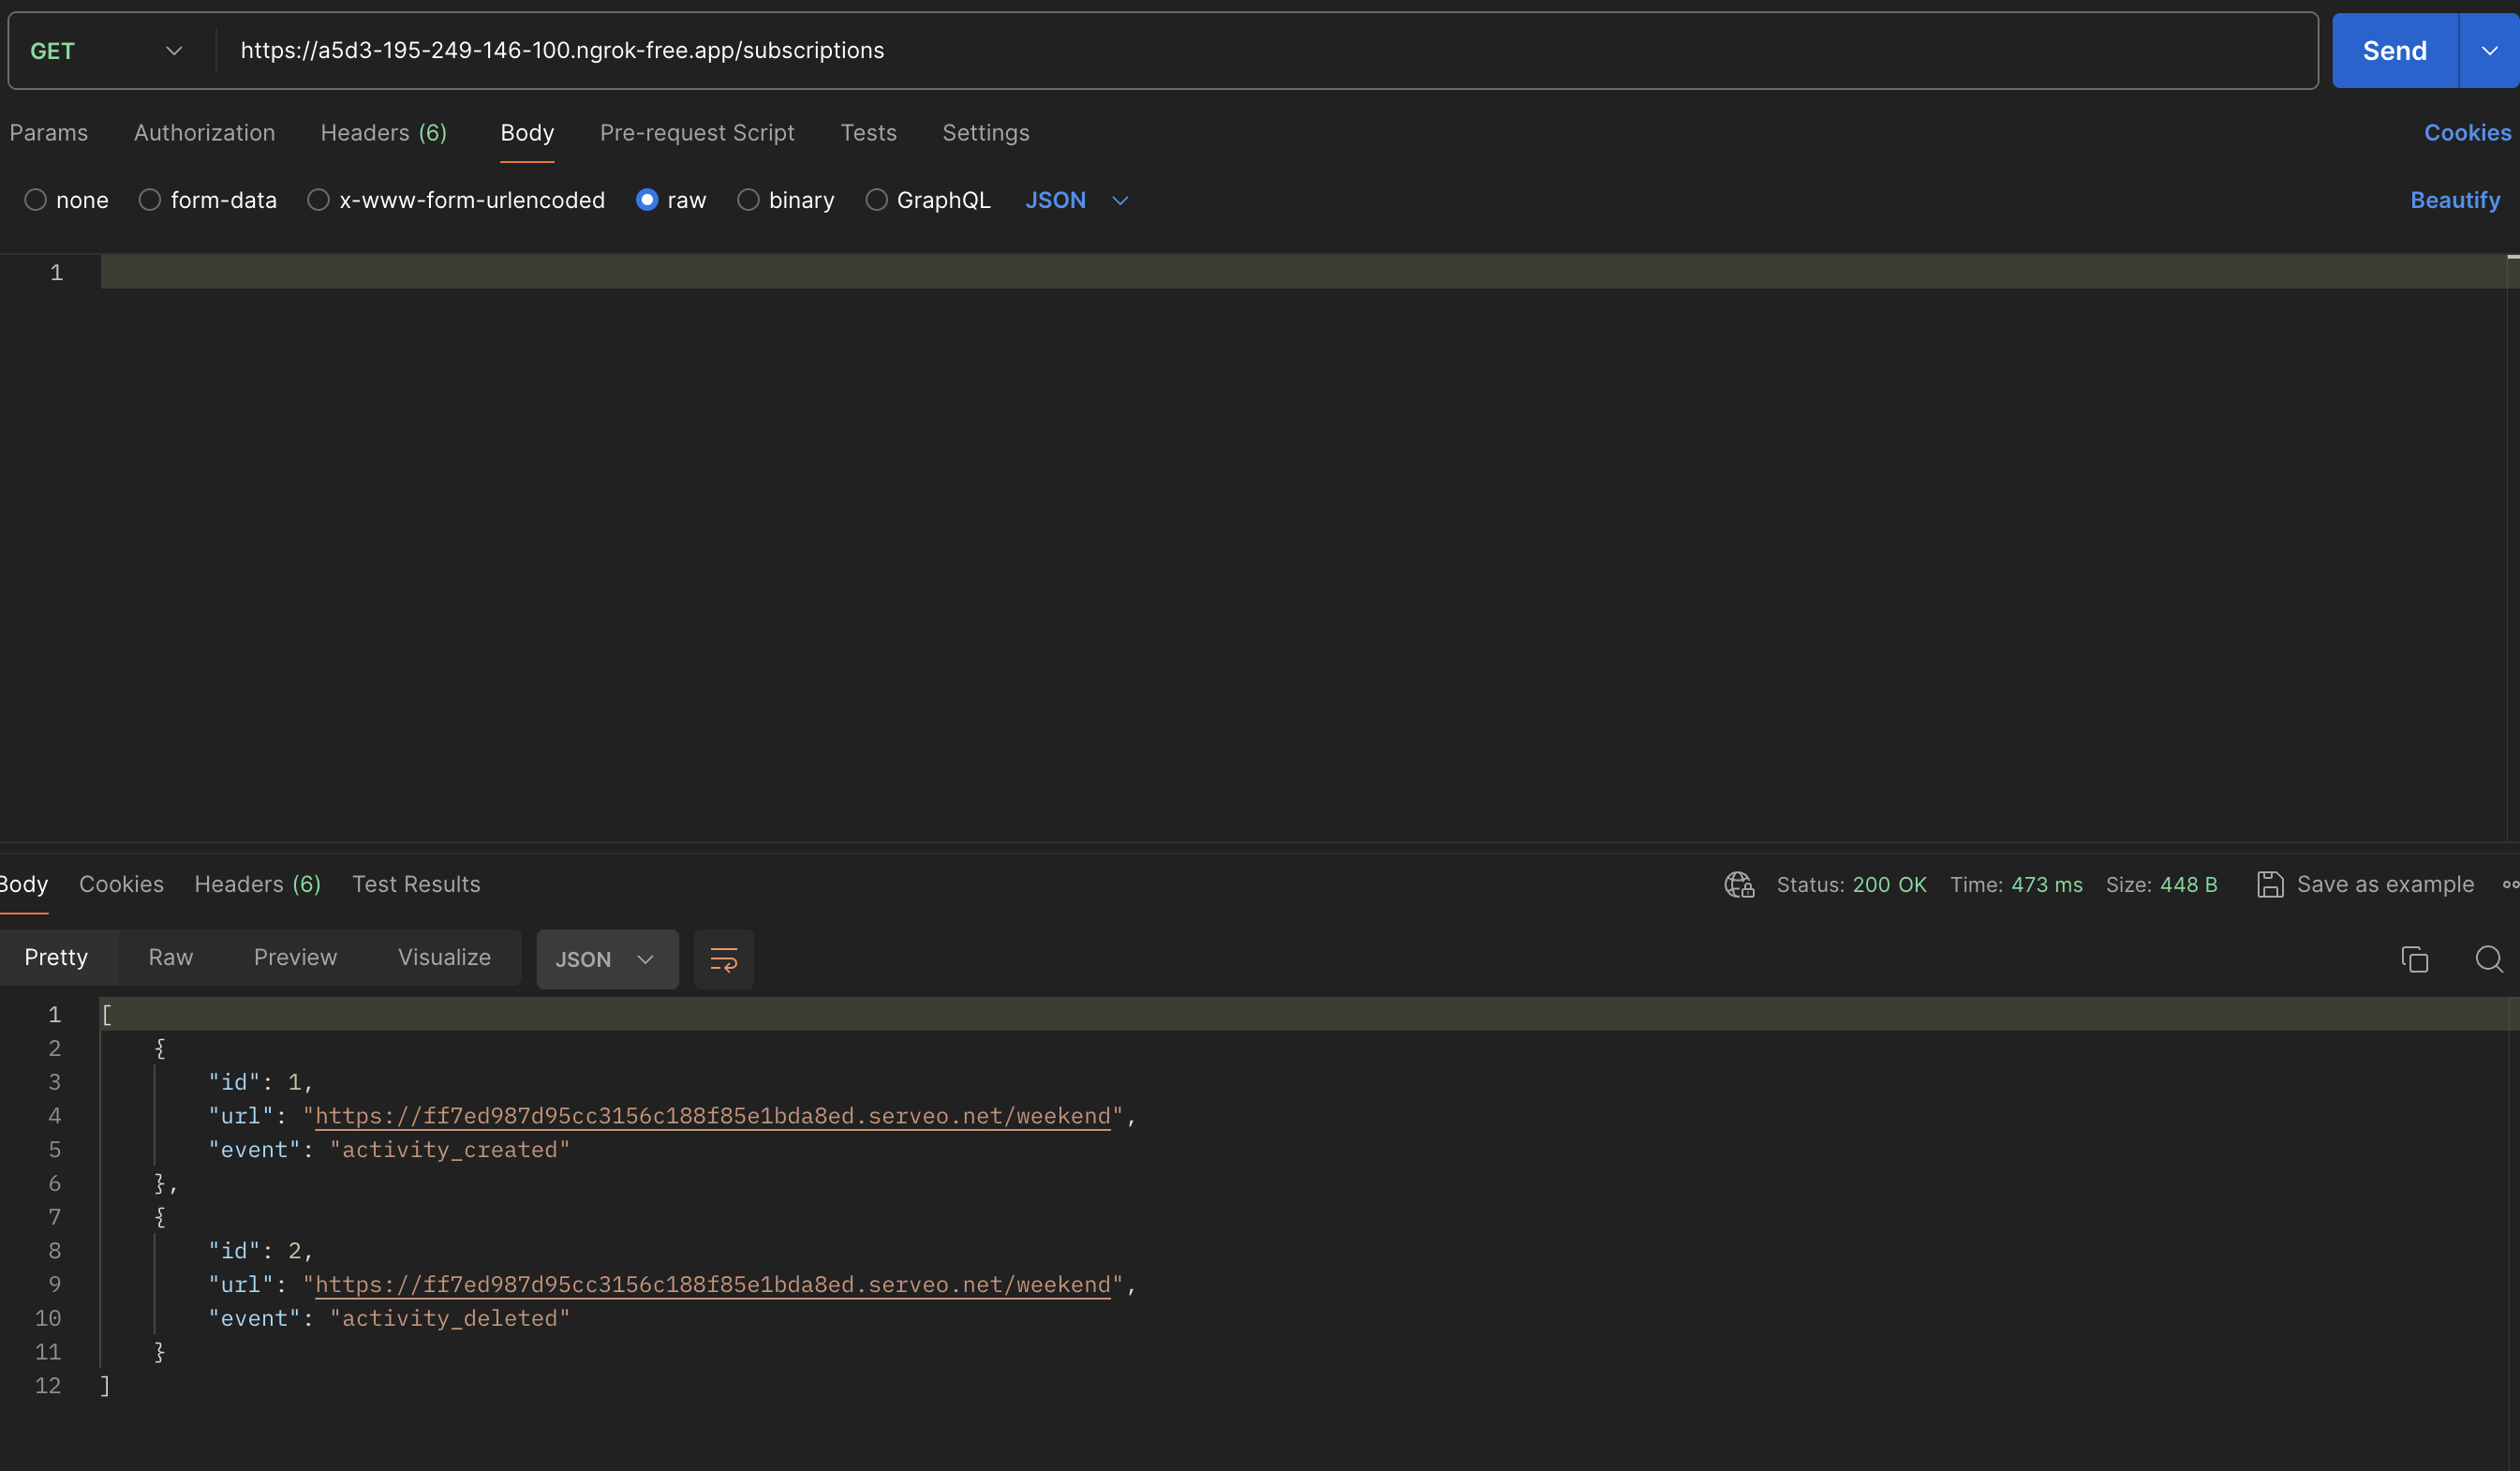 GET https://a5d3-195-249-146-100.ngrok-free.app/subscriptions Send
Params Authorization Headers (6) Body Pre-request Script Tests Settings Cookies
none form-data x-www-form-urlencoded raw binary GraphQL JSON Beautify
1
Body Cookies Headers (6) Test Results Status: 200 OK Time: 473 ms Size: 448 B Save as example
Pretty Raw Preview Visualize JSON
1 [
2 {
3 "id": 1,
4 "url": "https://ff7ed987d95cc3156c188f85e1bda8ed.serveo.net/weekend",
5 "event": "activity_created"
6 },
7 {
8 "id": 2,
9 "url": "https://ff7ed987d95cc3156c188f85e1bda8ed.serveo.net/weekend",
10 "event": "activity_deleted"
11 }
12 ]